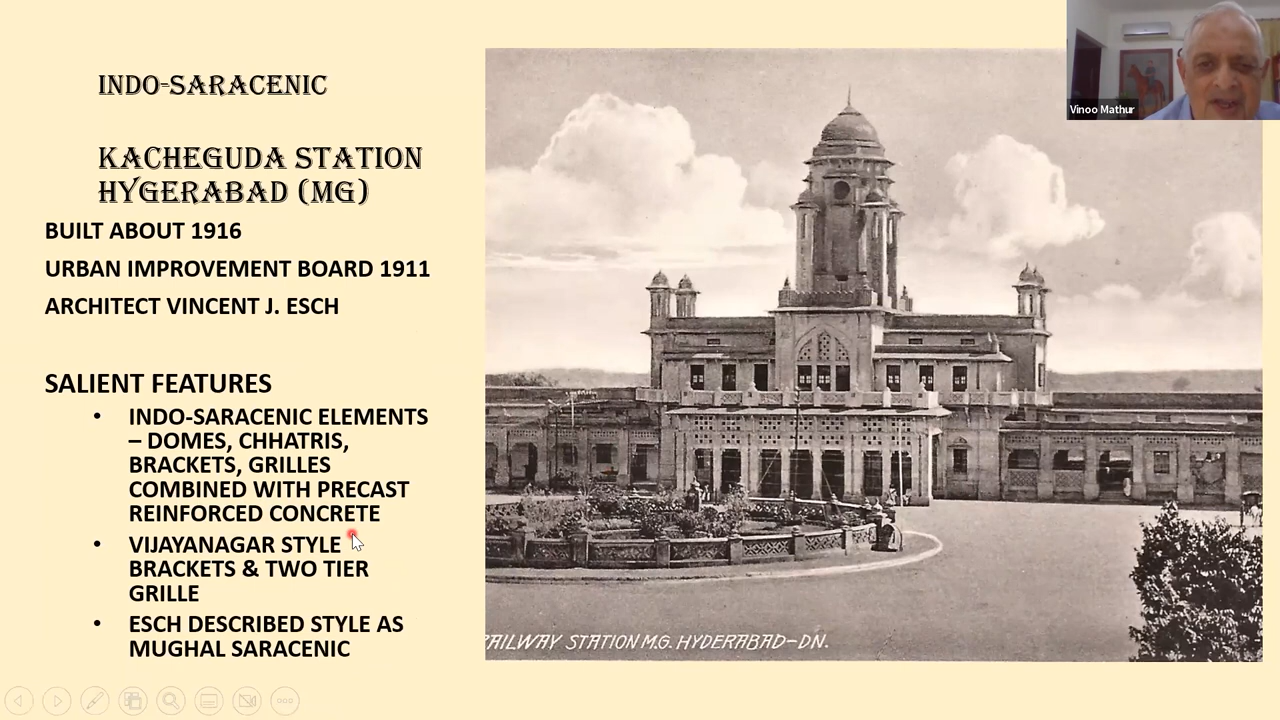 INDO-SARACENIC
KACHEGUDA STATION
HYGERABAD (MG)
BUILT ABOUT 1916
URBAN IMPROVEMENT BOARD 1911
ARCHITECT VINCENT J. ESCH
SALIENT FEATURES
• INDO-SARACENIC ELEMENTS
– DOMES, CHHATRIS,
BRACKETS, GRILLES
COMBINED WITH PRECAST
REINFORCED CONCRETE
• VIJAYANAGAR STYLE
BRACKETS & TWO TIER
GRILLE
• ESCH DESCRIBED STYLE AS
MUGHAL SARACENIC
Vinoo Mathur
RAILWAY STATION M.G. HYDERABAD-DN.